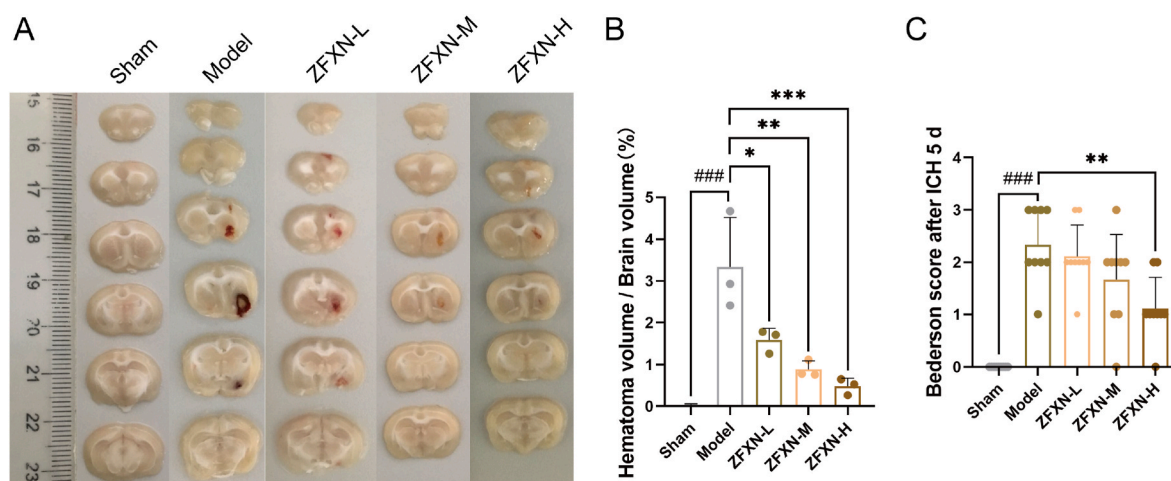 A
Sham
Model
ZFXN-L
ZFXN-M
ZFXN-H
15
16
17
18
19
20
21
22
23
B
Hematoma volume / Brain volume (%)
5
4
3
2
1
0
###
*
**
***
Sham
Model
ZFXN-L
ZFXN-M
ZFXN-H
C
Bederson score after ICH 5 d
4
3
2
1
0
###
**
Sham
Model
ZFXN-L
ZFXN-M
ZFXN-H